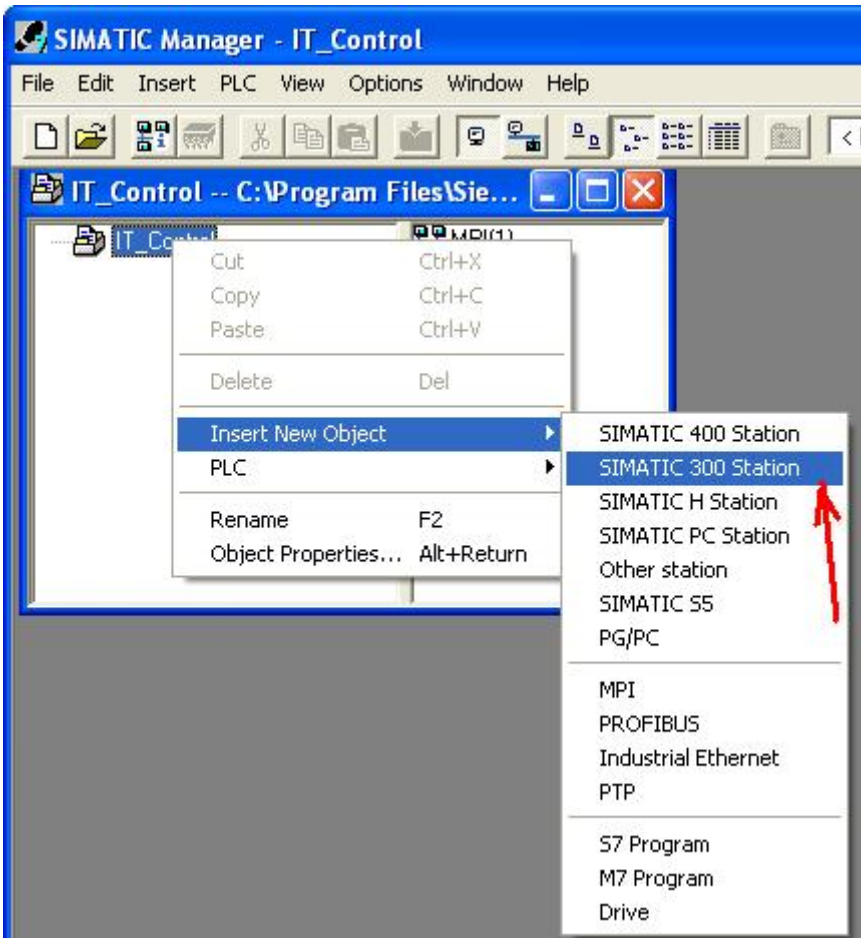 SIMATIC Manager - IT_Control
File Edit Insert PLC View Options Window Help
IT_Control -- C:\Program Files\Sie...
MPI(1)
Cut Ctrl+X
Copy Ctrl+C
Paste Ctrl+V
Delete Del
Insert New Object
PLC
Rename F2
Object Properties... Alt+Return
SIMATIC 400 Station
SIMATIC 300 Station
SIMATIC H Station
SIMATIC PC Station
Other station
SIMATIC S5
PG/PC
MPI
PROFIBUS
Industrial Ethernet
PTP
S7 Program
M7 Program
Drive